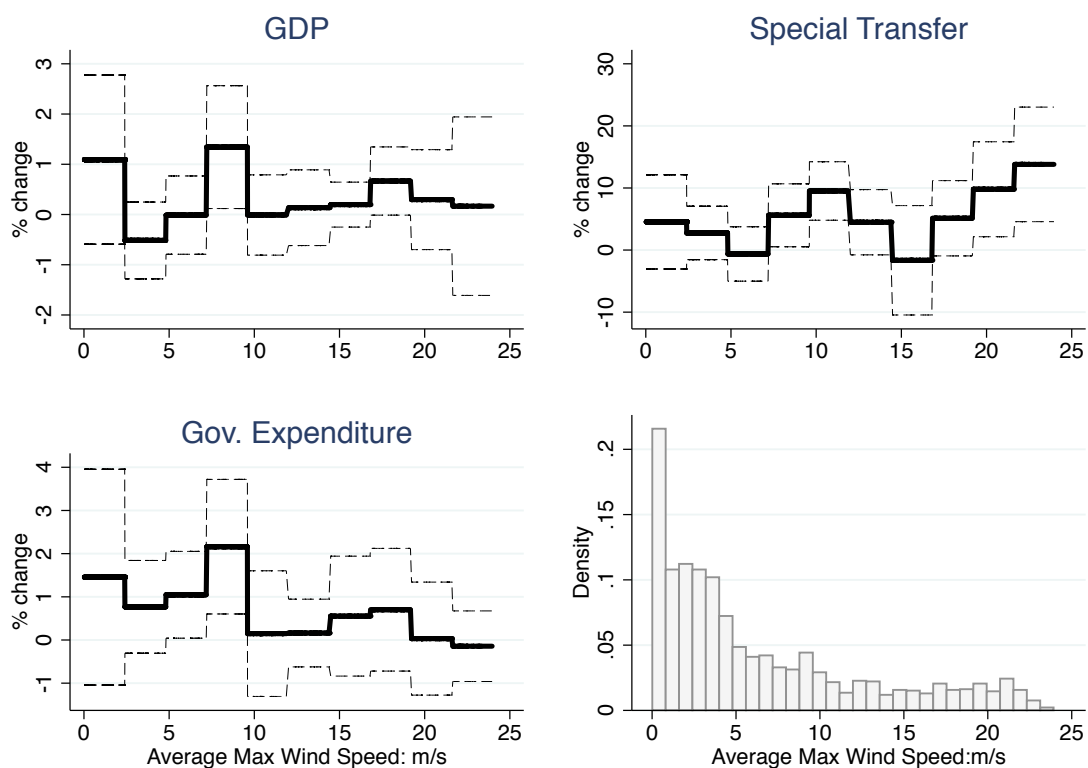 GDP
% change
3
2
1
0
-1
-2
0 5 10 15 20 25
Special Transfer
% change
30
20
10
0
-10
0 5 10 15 20 25
Gov. Expenditure
% change
4
3
2
1
0
-1
0 5 10 15 20 25
Average Max Wind Speed: m/s
Density
.2
.15
.1
.05
0
0 5 10 15 20 25
Average Max Wind Speed:m/s